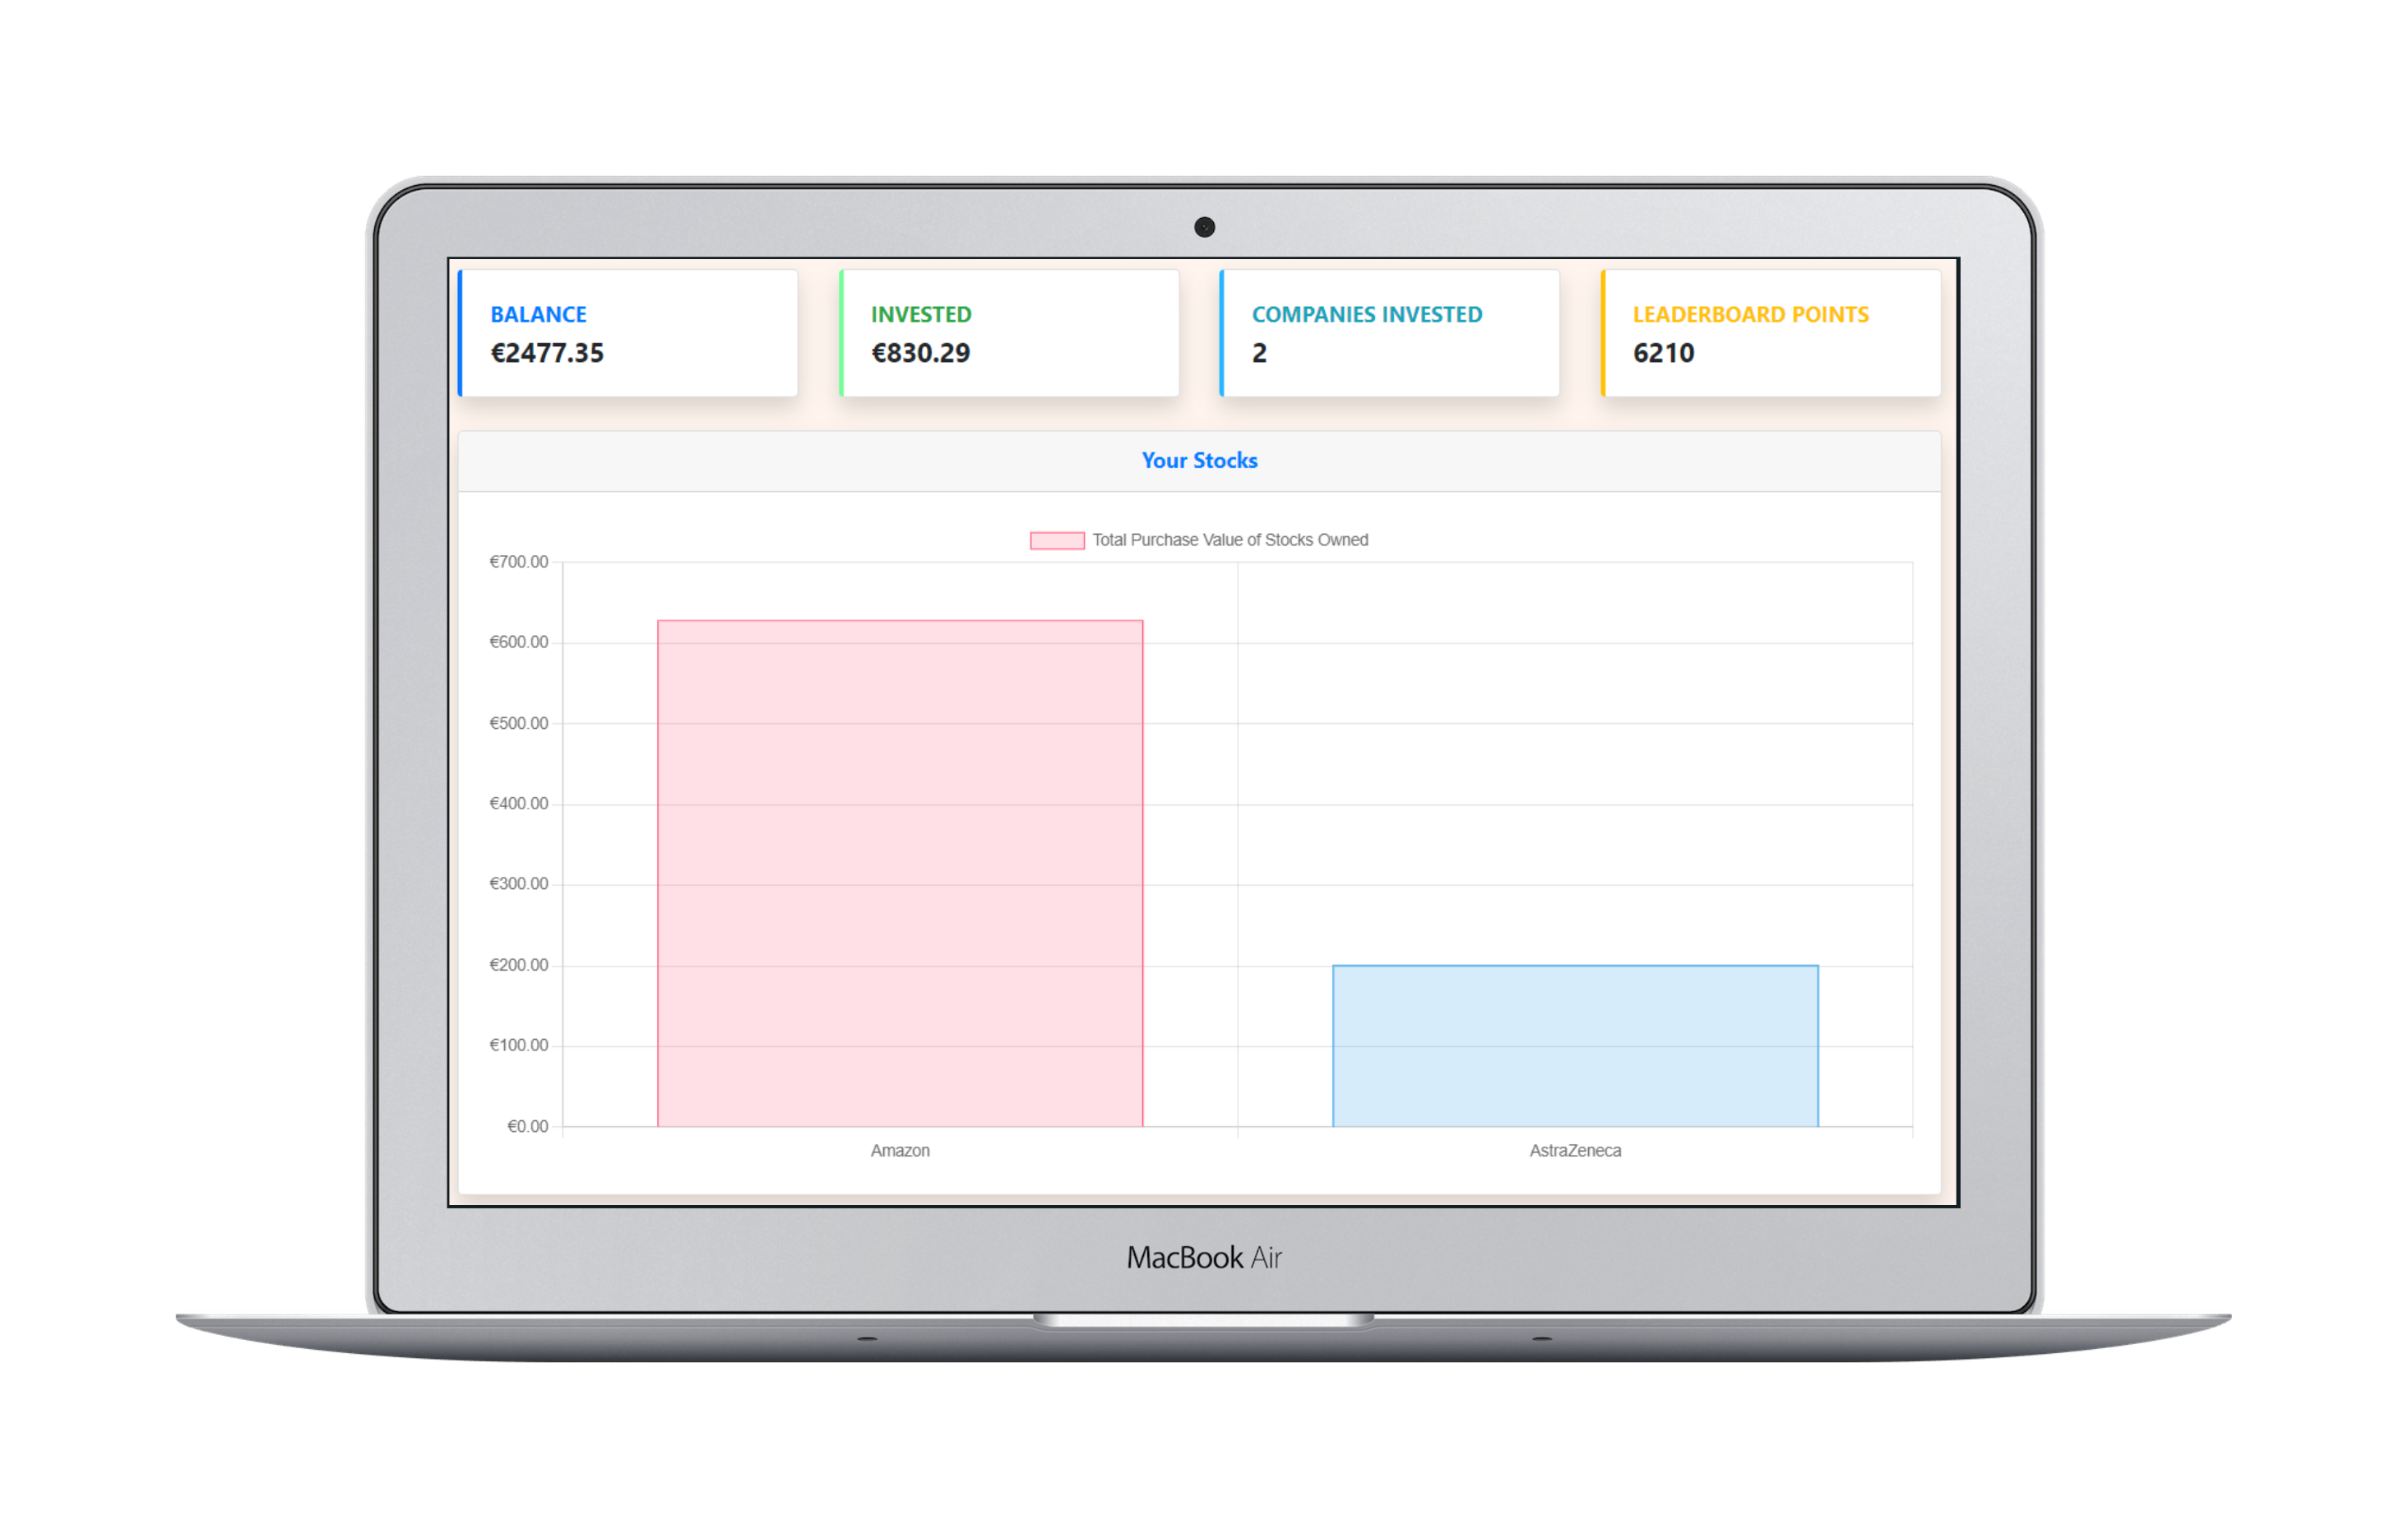 BALANCE
€2477.35
INVESTED
€830.29
COMPANIES INVESTED
2
LEADERBOARD POINTS
6210
Your Stocks
Total Purchase Value of Stocks Owned
€700.00
€600.00
€500.00
€400.00
€300.00
€200.00
€100.00
€0.00
Amazon
AstraZeneca
MacBook Air